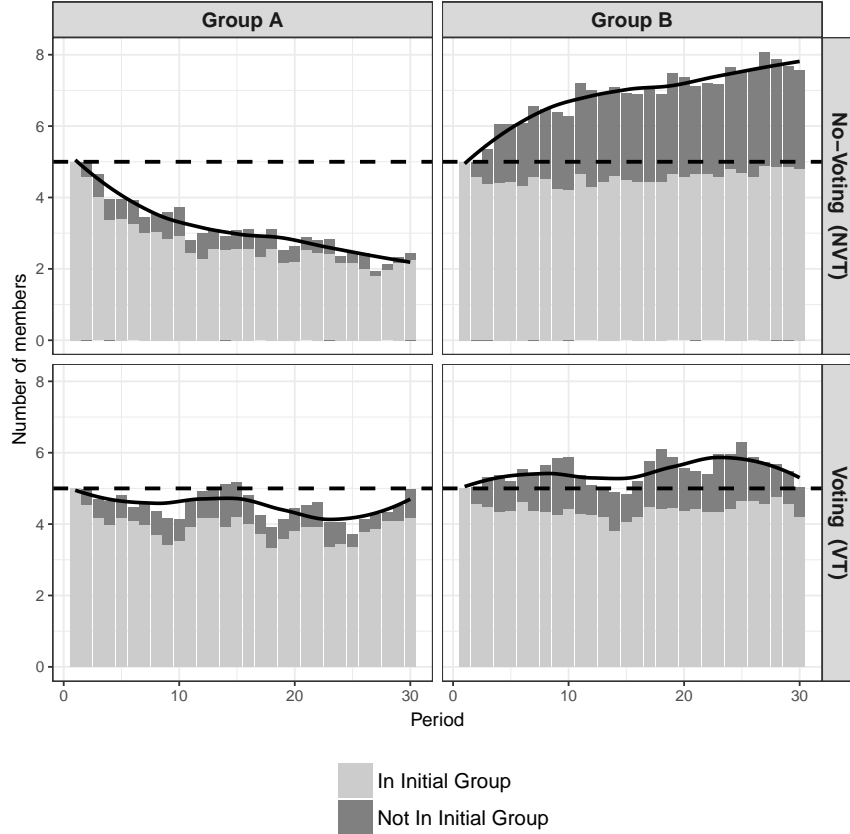 Group A
Group B
8
6
4
2
0
No−Voting (NVT)
8
6
4
2
0
Voting (VT)
Number of members
0
10
20
30
0
10
20
30
Period
In Initial Group
Not In Initial Group